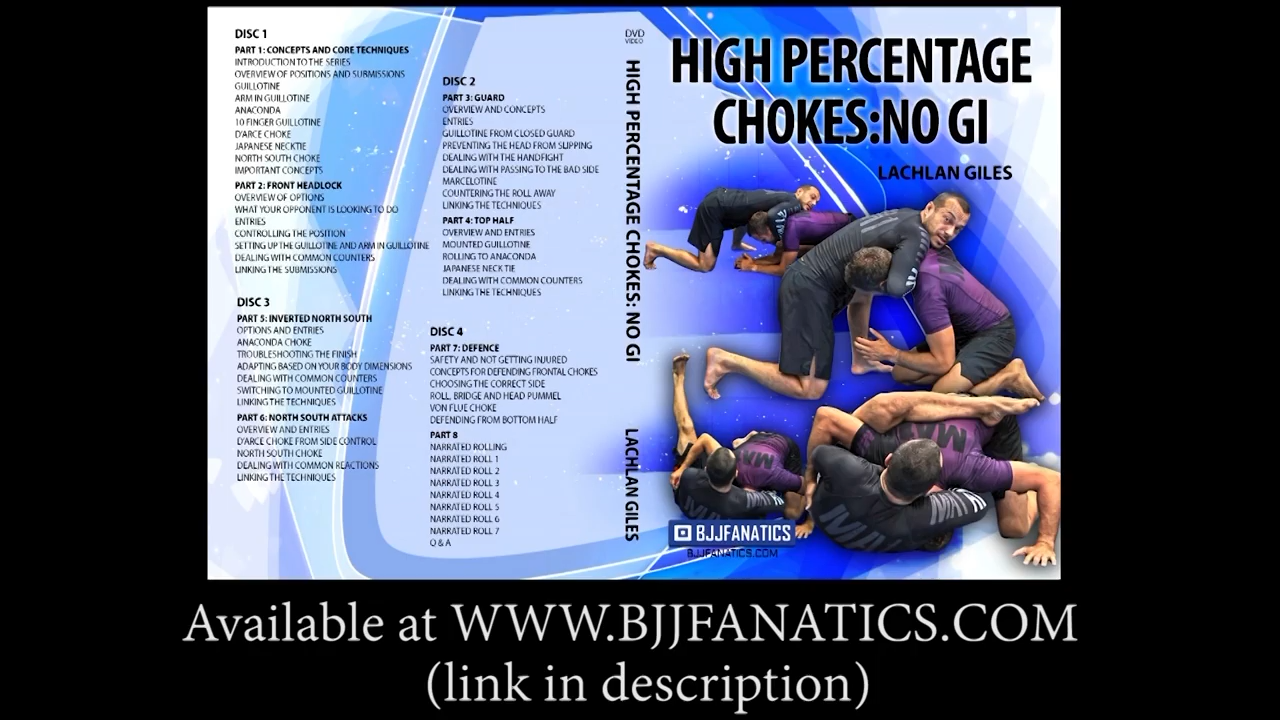 DISC 1
PART 1: CONCEPTS AND CORE TECHNIQUES
INTRODUCTION TO THE SERIES
OVERVIEW OF POSITIONS AND SUBMISSIONS
GUILLOTINE
ARM IN GUILLOTINE
ANACONDA
10 FINGER GUILLOTINE
D'ARCE CHOKE
JAPANESE NECKTIE
NORTH SOUTH CHOKE
IMPORTANT CONCEPTS
PART 2: FRONT HEADLOCK
OVERVIEW OF OPTIONS
WHAT YOUR OPPONENT IS LOOKING TO DO
ENTRIES
CONTROLLING THE POSITION
SETTING UP THE GUILLOTINE AND ARM IN GUILLOTINE
DEALING WITH COMMON COUNTERS
LINKING THE SUBMISSIONS
DISC 2
PART 3: GUARD
OVERVIEW AND CONCEPTS
ENTRIES
GUILLOTINE FROM CLOSED GUARD
PREVENTING THE HEAD FROM SLIPPING
DEALING WITH THE HANDFIGHT
DEALING WITH PASSING TO THE BAD SIDE
MARCELOTINE
COUNTERING THE ROLL AWAY
LINKING THE TECHNIQUES
PART 4: TOP HALF
OVERVIEW AND ENTRIES
MOUNTED GUILLOTINE
ROLLING TO ANACONDA
JAPANESE NECK TIE
DEALING WITH COMMON COUNTERS
LINKING THE TECHNIQUES
DISC 3
PART 5: INVERTED NORTH SOUTH
OPTIONS AND ENTRIES
ANACONDA CHOKE
TROUBLESHOOTING THE FINISH
ADAPTING BASED ON YOUR BODY DIMENSIONS
DEALING WITH COMMON COUNTERS
SWITCHING TO MOUNTED GUILLOTINE
LINKING THE TECHNIQUES
PART 6: NORTH SOUTH ATTACKS
OVERVIEW AND ENTRIES
D'ARCE CHOKE FROM SIDE CONTROL
NORTH SOUTH CHOKE
DEALING WITH COMMON REACTIONS
LINKING THE TECHNIQUES
DISC 4
PART 7: DEFENCE
SAFETY AND NOT GETTING INJURED
CONCEPTS FOR DEFENDING FRONTAL CHOKES
CHOOSING THE CORRECT SIDE
ROLL, BRIDGE AND HEAD PUMMEL
VON FLUE CHOKE
DEFENDING FROM BOTTOM HALF
PART 8
NARRATED ROLLING
NARRATED ROLL 1
NARRATED ROLL 2
NARRATED ROLL 3
NARRATED ROLL 4
NARRATED ROLL 5
NARRATED ROLL 6
NARRATED ROLL 7
Q & A
DVD
VIDEO
HIGH PERCENTAGE CHOKES: NO GI
LACHLAN GILES
HIGH PERCENTAGE
CHOKES:NO GI
LACHLAN GILES
BJJFANATICS
BJJFANATICS.COM
Available at WWW.BJJFANATICS.COM
(link in description)